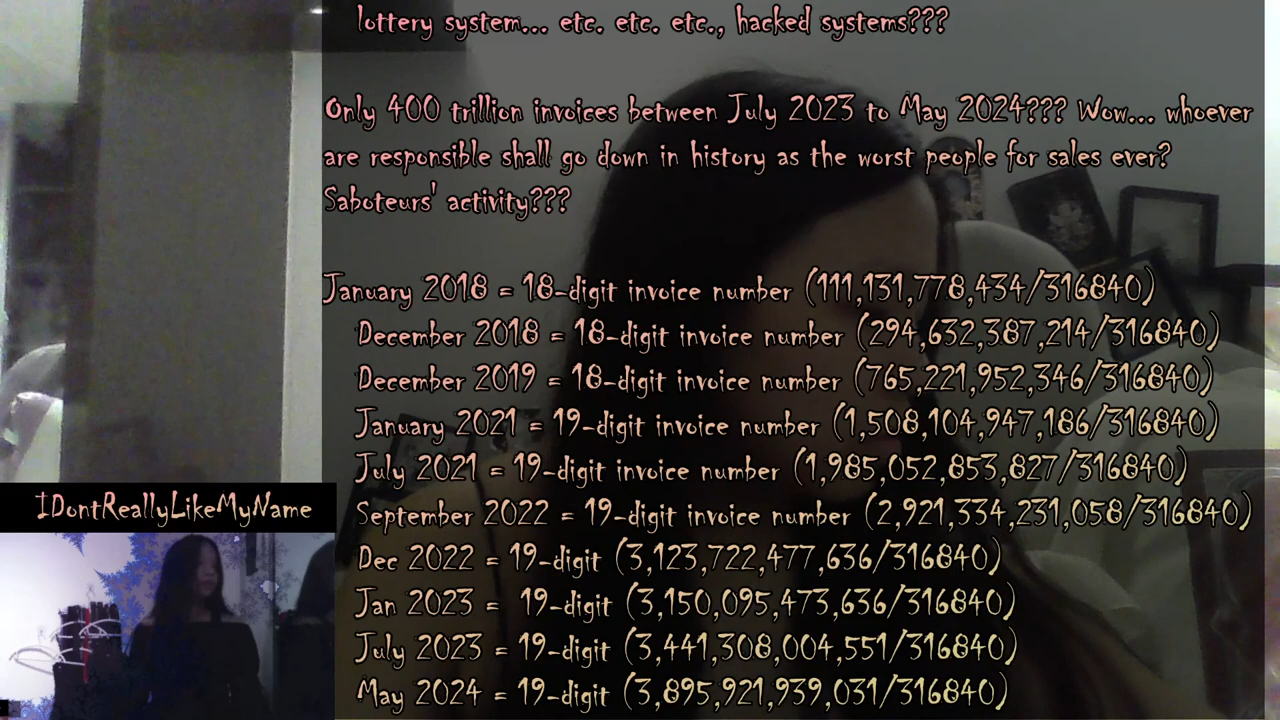 lottery system... etc. etc. etc., hacked systems???
Only 400 trillion invoices between July 2023 to May 2024??? Wow... whoever
are responsible shall go down in history as the worst people for sales ever?
Saboteurs' activity???
January 2018 = 18-digit invoice number (111,131,778,434/316840)
December 2018 = 18-digit invoice number (294,632,387,214/316840)
December 2019 = 18-digit invoice number (765,221,952,346/316840)
January 2021 = 19-digit invoice number (1,508,104,947,186/316840)
July 2021 = 19-digit invoice number (1,985,052,853,827/316840)
September 2022 = 19-digit invoice number (2,921,334,231,058/316840)
Dec 2022 = 19-digit (3,123,722,477,636/316840)
Jan 2023 = 19-digit (3,150,095,473,636/316840)
July 2023 = 19-digit (3,441,308,004,551/316840)
May 2024 = 19-digit (3,895,921,939,031/316840)
IDontReallyLikeMyName